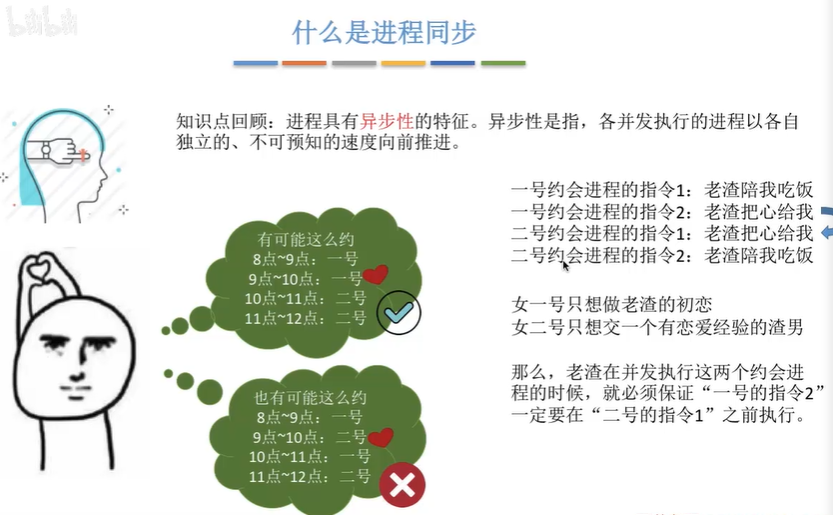 bilibili
什么是进程同步
知识点回顾：进程具有异步性的特征。异步性是指，各并发执行的进程以各自
独立的、不可预知的速度向前推进。
有可能这么约
8点~9点：一号
9点~10点：一号
10点~11点：二号
11点~12点：二号
也有可能这么约
8点~9点：一号
9点~10点：二号
10点~11点：一号
11点~12点：二号
一号约会进程的指令1：老渣陪我吃饭
一号约会进程的指令2：老渣把心给我
二号约会进程的指令1：老渣把心给我
二号约会进程的指令2：老渣陪我吃饭
女一号只想做老渣的初恋
女二号只想交一个有恋爱经验的渣男
那么，老渣在并发执行这两个约会进
程的时候，就必须保证“一号的指令2”
一定要在“二号的指令1”之前执行。